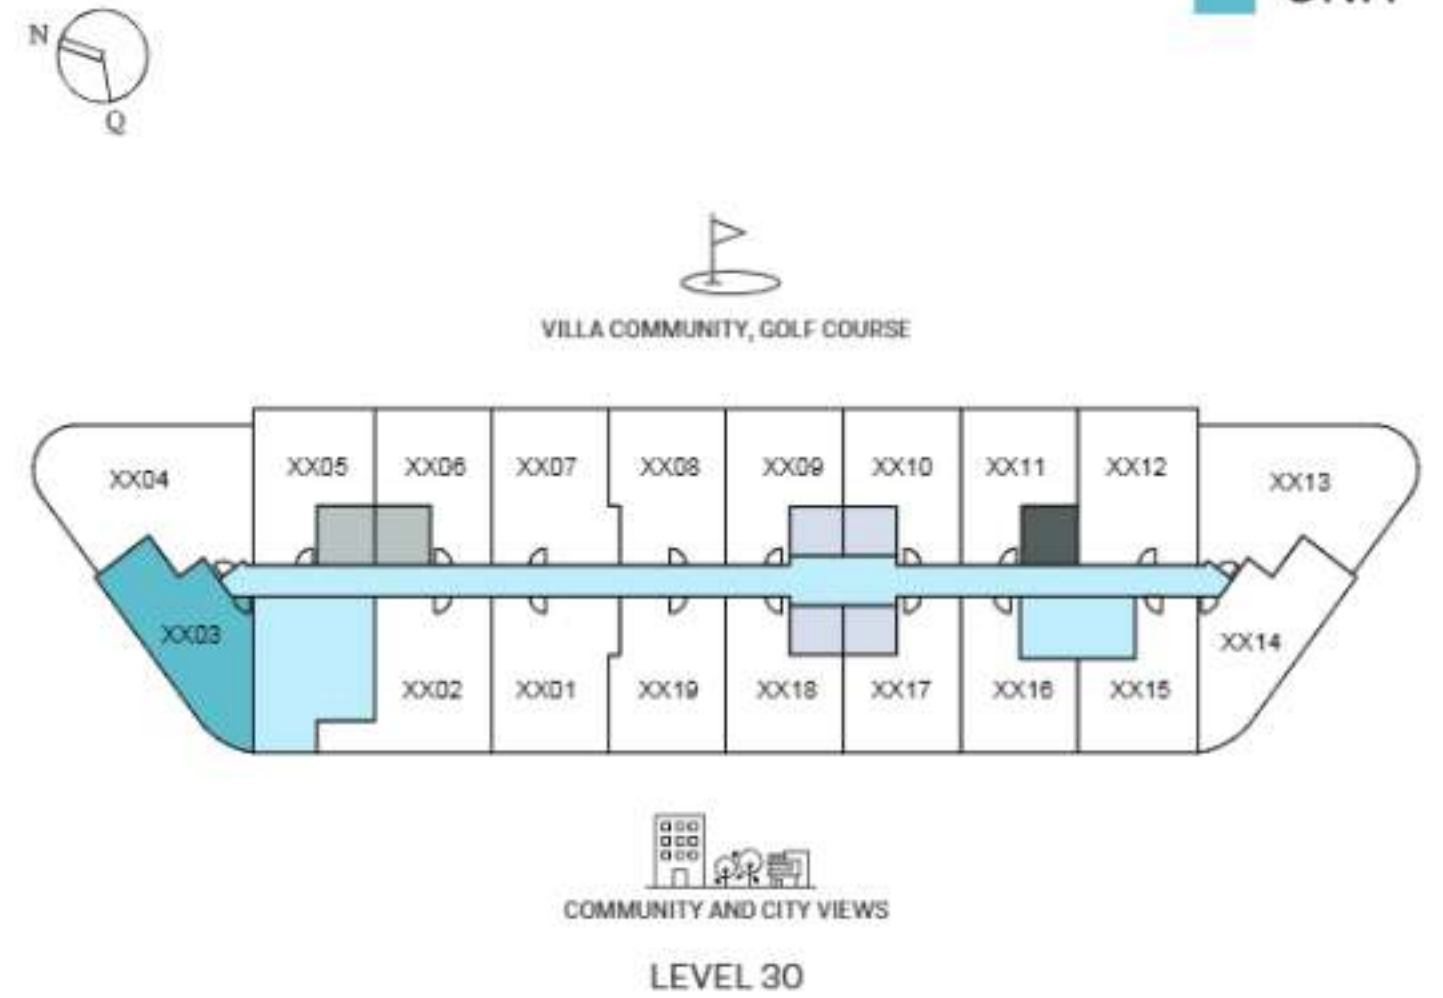 N
Q
VILLA COMMUNITY, GOLF COURSE
XX04
XX05
XX06
XX07
XX08
XX09
XX10
XX11
XX12
XX13
XX03
XX14
XX02
XX01
XX19
XX18
XX17
XX16
XX15
COMMUNITY AND CITY VIEWS
LEVEL 30